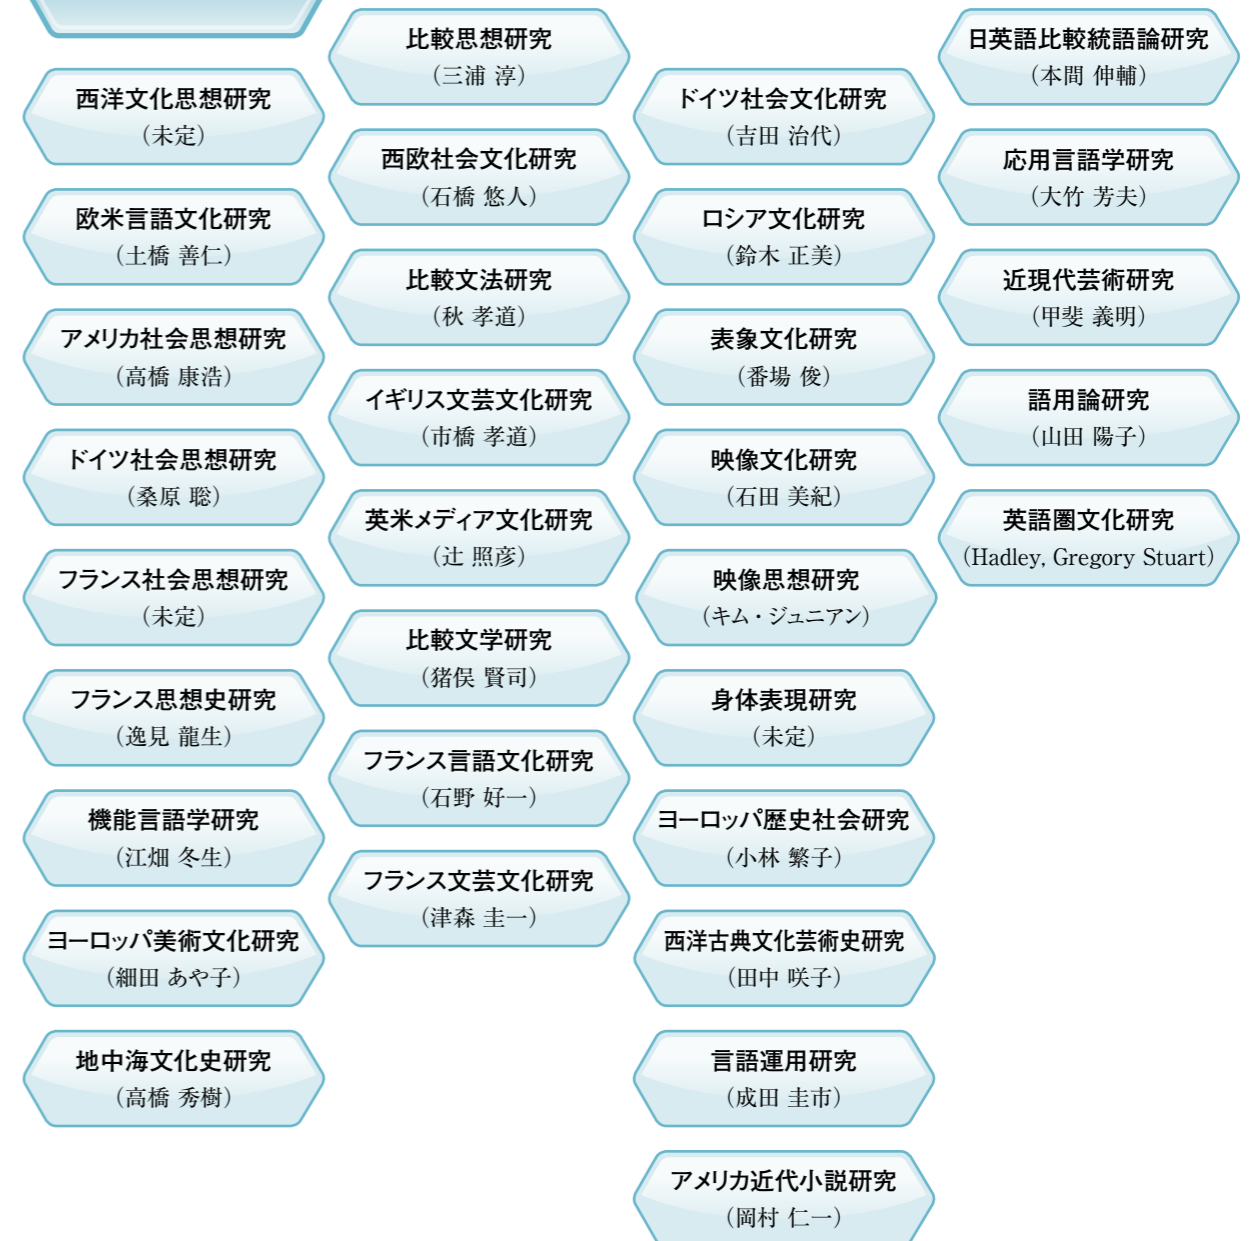 西洋文化思想研究
（未定）
欧米言語文化研究
（土橋 善仁）
アメリカ社会思想研究
（高橋 康浩）
ドイツ社会思想研究
（桑原 聡）
フランス社会思想研究
（未定）
フランス思想史研究
（逸見 龍生）
機能言語学研究
（江畑 冬生）
ヨーロッパ美術文化研究
（細田 あや子）
地中海文化史研究
（高橋 秀樹）
比較思想研究
（三浦 淳）
西欧社会文化研究
（石橋 悠人）
比較文法研究
（秋 孝道）
イギリス文芸文化研究
（市橋 孝道）
英米メディア文化研究
（辻 照彦）
比較文学研究
（猪俣 賢司）
フランス言語文化研究
（石野 好一）
フランス文芸文化研究
（津森 圭一）
ドイツ社会文化研究
（吉田 治代）
ロシア文化研究
（鈴木 正美）
表象文化研究
（番場 俊）
映像文化研究
（石田 美紀）
映像思想研究
（キム・ジュニアン）
身体表現研究
（未定）
ヨーロッパ歴史社会研究
（小林 繁子）
西洋古典文化芸術史研究
（田中 咲子）
言語運用研究
（成田 圭市）
アメリカ近代小説研究
（岡村 仁一）
日英語比較統語論研究
（本間 伸輔）
応用言語学研究
（大竹 芳夫）
近現代芸術研究
（甲斐 義明）
語用論研究
（山田 陽子）
英語圏文化研究
（Hadley, Gregory Stuart）